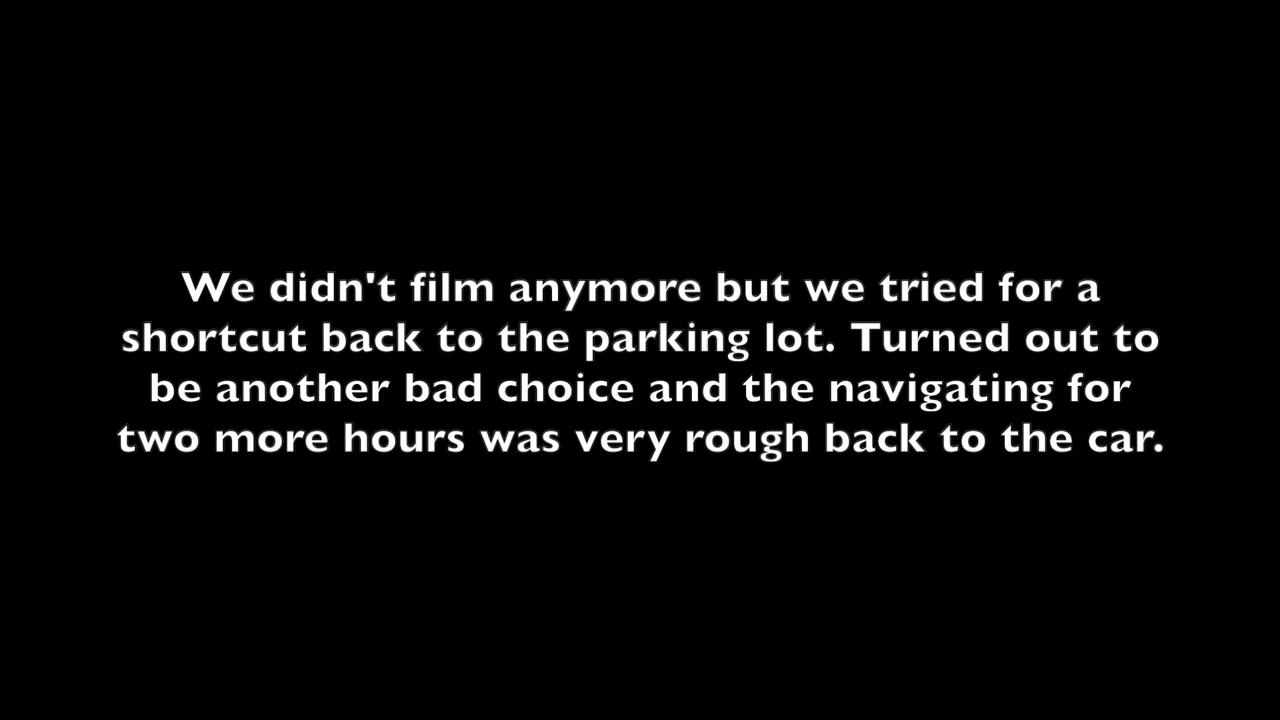 We didn't film anymore but we tried for a
shortcut back to the parking lot. Turned out to
be another bad choice and the navigating for
two more hours was very rough back to the car.